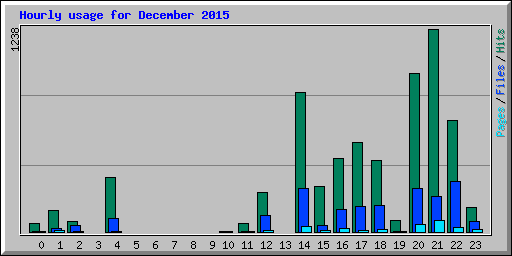 Hourly usage for December 2015
1238
Pages/Files/Hits
0 1 2 3 4 5 6 7 8 9 10 11 12 13 14 15 16 17 18 19 20 21 22 23